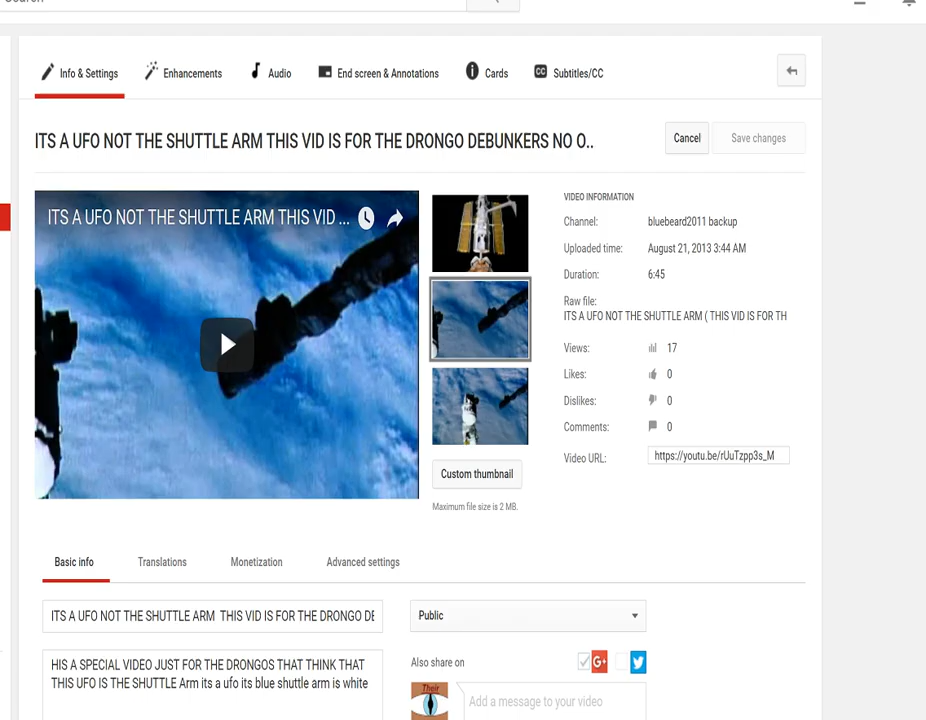 Info & Settings
Enhancements
Audio
End screen & Annotations
Cards
CC Subtitles/CC
ITS A UFO NOT THE SHUTTLE ARM THIS VID IS FOR THE DRONGO DEBUNKERS NO O..
Cancel
Save changes
ITS A UFO NOT THE SHUTTLE ARM THIS VID ...
VIDEO INFORMATION
Channel: bluebeard2011 backup
Uploaded time: August 21, 2013 3:44 AM
Duration: 6:45
Raw file:
ITS A UFO NOT THE SHUTTLE ARM ( THIS VID IS FOR TH
Views: 17
Likes: 0
Dislikes: 0
Comments: 0
Video URL: https://youtu.be/rUuTzpp3s_M
Custom thumbnail
Maximum file size is 2 MB.
Basic info
Translations
Monetization
Advanced settings
ITS A UFO NOT THE SHUTTLE ARM THIS VID IS FOR THE DRONGO DE
Public
HIS A SPECIAL VIDEO JUST FOR THE DRONGOS THAT THINK THAT
THIS UFO IS THE SHUTTLE Arm its a ufo its blue shuttle arm is white
Also share on
G+
Their
Add a message to your video